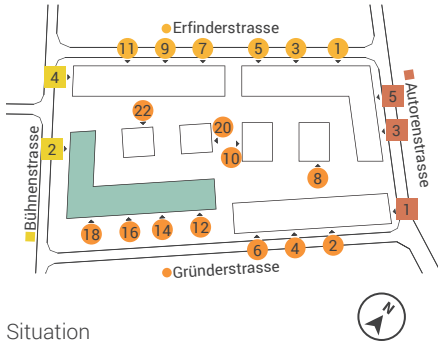 Erfinderstrasse
11 9 7 5 3 1
4
5
Autorenstrasse
22
20
3
2
10
8
Bühnenstrasse
1
18 16 14 12
6 4 2
Gründerstrasse
N
Situation